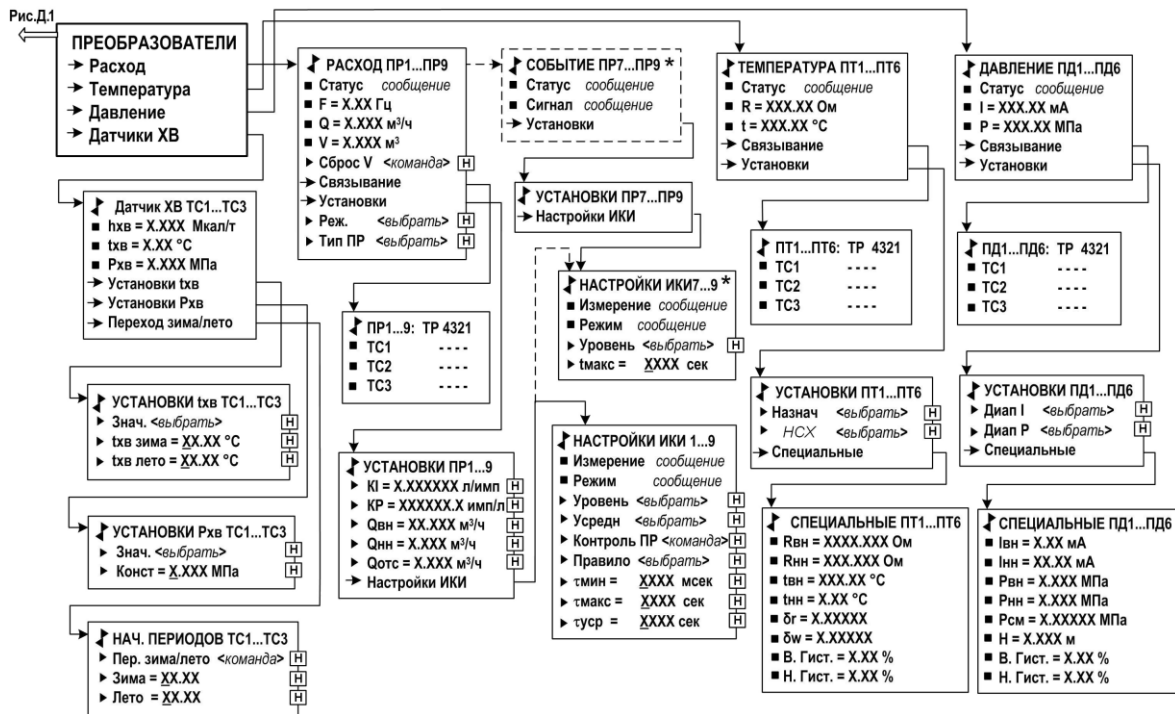 Рис.Д.1
ПРЕОБРАЗОВАТЕЛИ
Расход
Температура
Давление
Датчики ХВ
РАСХОД ПР1...ПР9
Статус сообщение
F = X.XX Гц
Q = X.XXX м³/ч
V = X.XXX м³
Сброс V <команда> Н
Связывание
Установки
Реж. <выбрать> Н
Тип ПР <выбрать> Н
СОБЫТИЕ ПР7...ПР9 *
Статус сообщение
Сигнал сообщение
Установки
ТЕМПЕРАТУРА ПТ1...ПТ6
Статус сообщение
R = XXX.XX Ом
t = XXX.XX °C
Связывание
Установки
ДАВЛЕНИЕ ПД1...ПД6
Статус сообщение
I = XXX.XX мА
P = XXX.XX МПа
Связывание
Установки
Датчик ХВ ТС1...ТС3
hхв = X.XXX Мкал/т
tхв = X.XX °C
Рхв = X.XXX МПа
Установки tхв
Установки Рхв
Переход зима/лето
УСТАНОВКИ ПР7...ПР9
Настройки ИКИ
ПТ1...ПТ6: ТР 4321
ТС1 - - - -
ТС2 - - - -
ТС3 - - - -
ПД1...ПД6: ТР 4321
ТС1 - - - -
ТС2 - - - -
ТС3 - - - -
НАСТРОЙКИ ИКИ7...9 *
Измерение сообщение
Режим сообщение
Уровень <выбрать> Н
tмакс = XXXX сек
ПР1...9: ТР 4321
ТС1 - - - -
ТС2 - - - -
ТС3 - - - -
УСТАНОВКИ tхв ТС1...ТС3
Знач. <выбрать> Н
tхв зима = XX.XX °C Н
tхв лето = XX.XX °C Н
УСТАНОВКИ ПТ1...ПТ6
Назнач <выбрать> Н
НСХ <выбрать> Н
Специальные
УСТАНОВКИ ПД1...ПД6
Диап I <выбрать> Н
Диап Р <выбрать> Н
Специальные
УСТАНОВКИ ПР1...9
KI = X.XXXXXX л/имп Н
КР = XXXXXX.X имп/л Н
Qвн = XX.XXX м³/ч Н
Qнн = X.XXX м³/ч Н
Qотс = X.XXX м³/ч Н
Настройки ИКИ
НАСТРОЙКИ ИКИ 1...9
Измерение сообщение
Режим сообщение
Уровень <выбрать> Н
Усредн <выбрать> Н
Контроль ПР <команда> Н
Правило <выбрать> Н
τмин = XXXX мсек Н
τмакс = XXXX сек Н
τуср = XXXX сек Н
УСТАНОВКИ Рхв ТС1...ТС3
Знач. <выбрать> Н
Конст = X.XXX МПа Н
СПЕЦИАЛЬНЫЕ ПТ1...ПТ6
Rвн = XXXX.XXX Ом
Rнн = XXX.XXX Ом
tвн = XXX.XX °C
tнн = X.XX °C
δr = X.XXXXX
δw = X.XXXXX
В. Гист. = X.XX %
Н. Гист. = X.XX %
СПЕЦИАЛЬНЫЕ ПД1...ПД6
Iвн = X.XX мА
Iнн = XX.XX мА
Рвн = X.XXX МПа
Рнн = X.XXX МПа
Рсм = X.XXXXX МПа
Н = X.XXX м
В. Гист. = X.XX %
Н. Гист. = X.XX %
НАЧ. ПЕРИОДОВ ТС1...ТС3
Пер. зима/лето <команда> Н
Зима = XX.XX Н
Лето = XX.XX Н